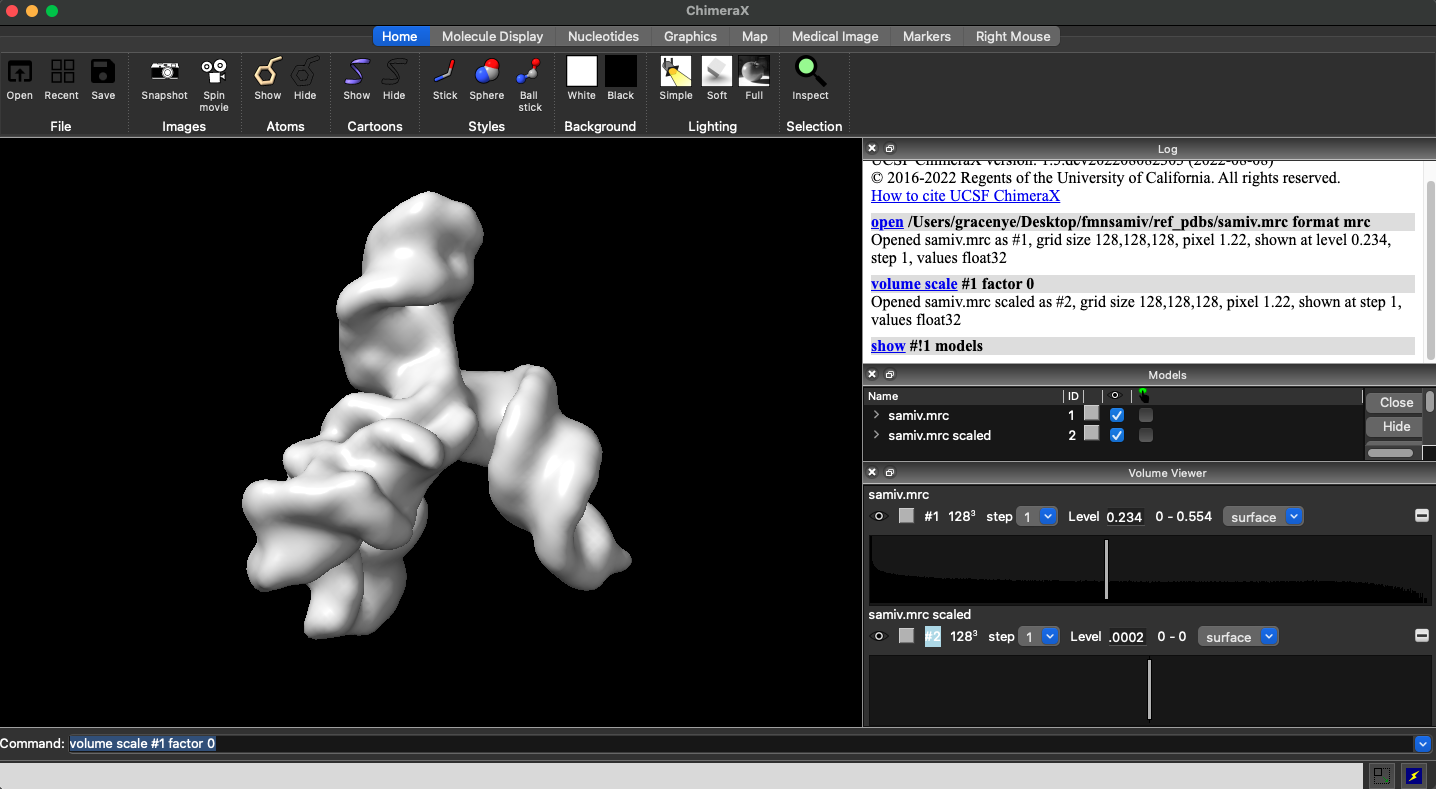 ChimeraX
Home Molecule Display Nucleotides Graphics Map Medical Image Markers Right Mouse
Open Recent Save Snapshot Spin movie Show Hide Show Hide Stick Sphere Ball stick White Black Simple Soft Full Inspect
File Images Atoms Cartoons Styles Background Lighting Selection
Log
UCSF ChimeraX version: 1.5.dev202208082303 (2022-08-08)
© 2016-2022 Regents of the University of California. All rights reserved.
How to cite UCSF ChimeraX
open /Users/gracenye/Desktop/fmnsamiv/ref_pdbs/samiv.mrc format mrc
Opened samiv.mrc as #1, grid size 128,128,128, pixel 1.22, shown at level 0.234,
step 1, values float32
volume scale #1 factor 0
Opened samiv.mrc scaled as #2, grid size 128,128,128, pixel 1.22, shown at step 1,
values float32
show #!1 models
Models
Name ID
samiv.mrc 1
samiv.mrc scaled 2
Close
Hide
Volume Viewer
samiv.mrc
#1 128³ step 1 Level 0.234 0 - 0.554 surface
samiv.mrc scaled
#2 128³ step 1 Level .0002 0 - 0 surface
Command: volume scale #1 factor 0